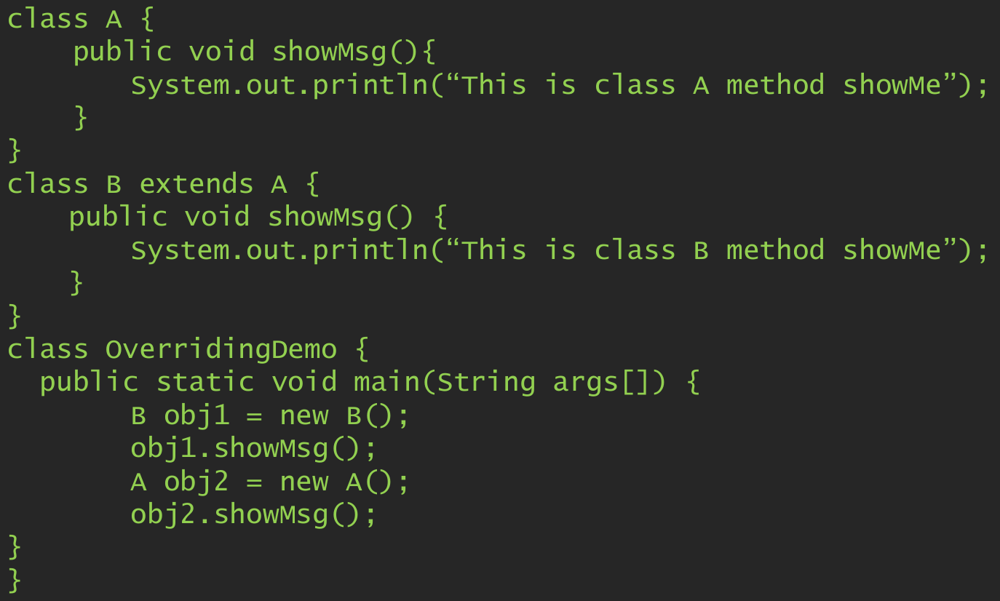 class A {
    public void showMsg(){
        System.out.println(“This is class A method showMe”);
    }
}
class B extends A {
    public void showMsg() {
        System.out.println(“This is class B method showMe”);
    }
}
class OverridingDemo {
  public static void main(String args[]) {
        B obj1 = new B();
        obj1.showMsg();
        A obj2 = new A();
        obj2.showMsg();
}
}